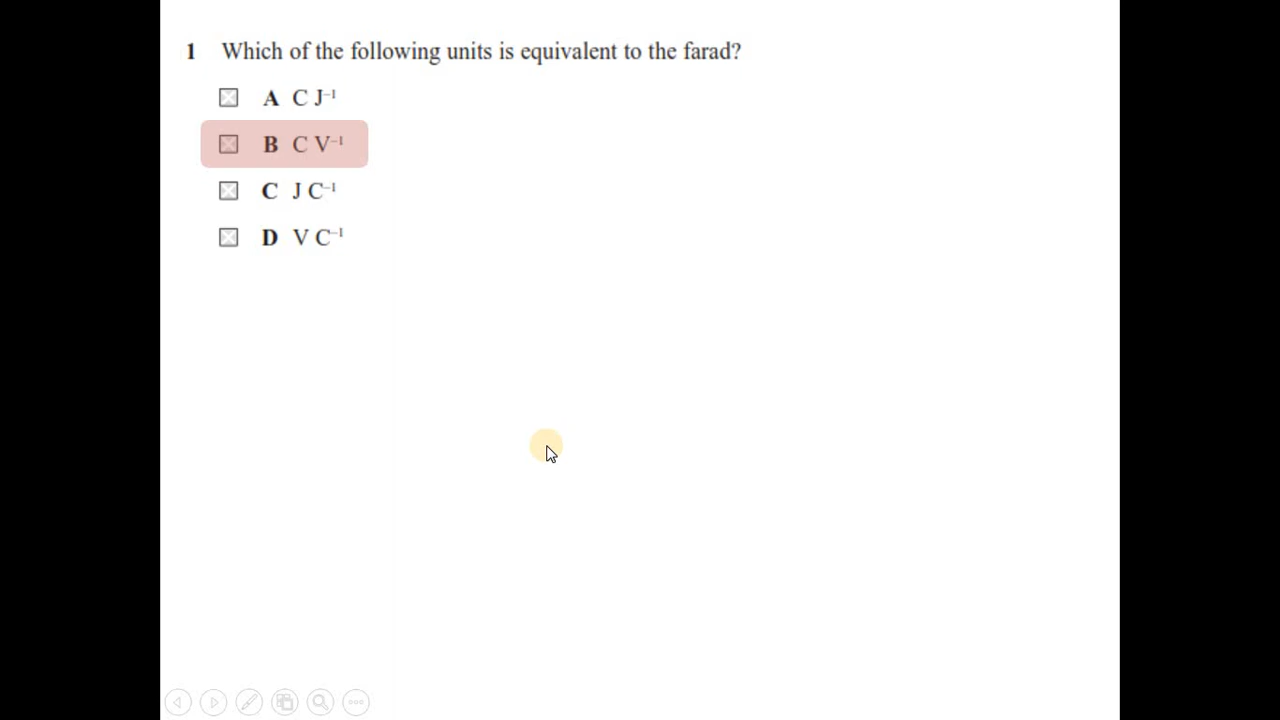 1 Which of the following units is equivalent to the farad?
A C J⁻¹
B C V⁻¹
C J C⁻¹
D V C⁻¹